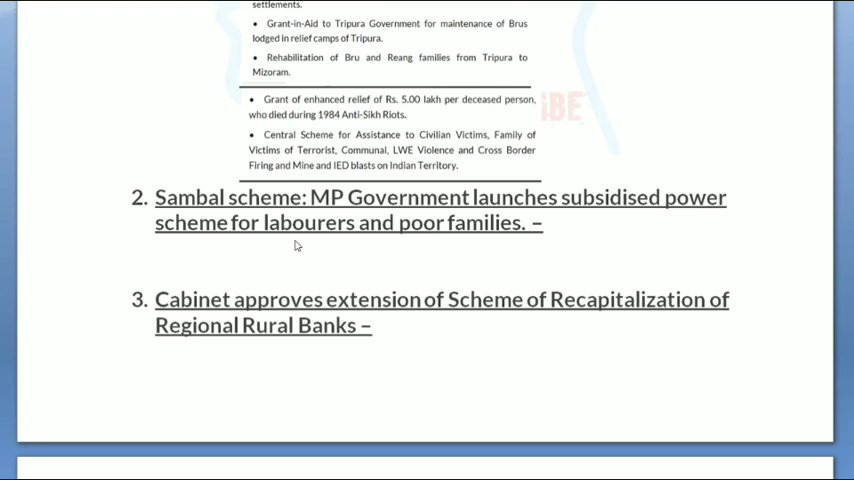 settlements.
• Grant-in-Aid to Tripura Government for maintenance of Brus
lodged in relief camps of Tripura.
• Rehabilitation of Bru and Reang families from Tripura to
Mizoram.
• Grant of enhanced relief of Rs. 5.00 lakh per deceased person,
who died during 1984 Anti-Sikh Riots.
• Central Scheme for Assistance to Civilian Victims, Family of
Victims of Terrorist, Communal, LWE Violence and Cross Border
Firing and Mine and IED blasts on Indian Territory.
2. Sambal scheme: MP Government launches subsidised power
scheme for labourers and poor families. –
3. Cabinet approves extension of Scheme of Recapitalization of
Regional Rural Banks –